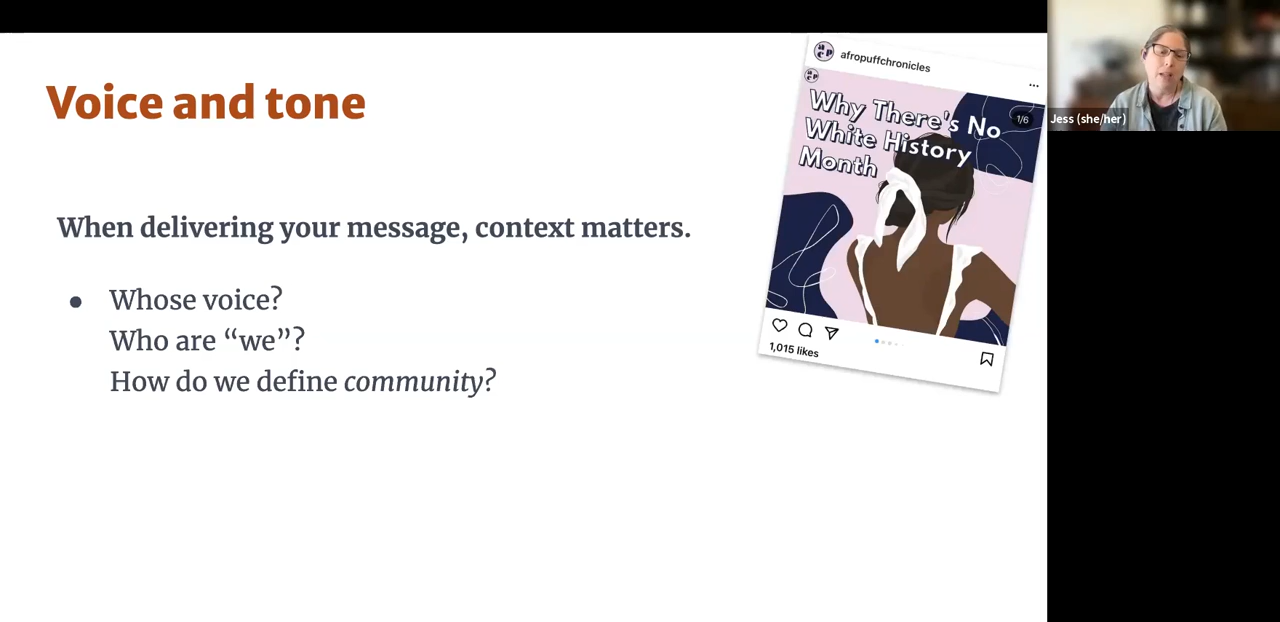 Voice and tone
When delivering your message, context matters.
● Whose voice?
Who are “we”?
How do we define community?
afropuffchronicles
Why There's No
White History
Month
1/6
1,015 likes
Jess (she/her)